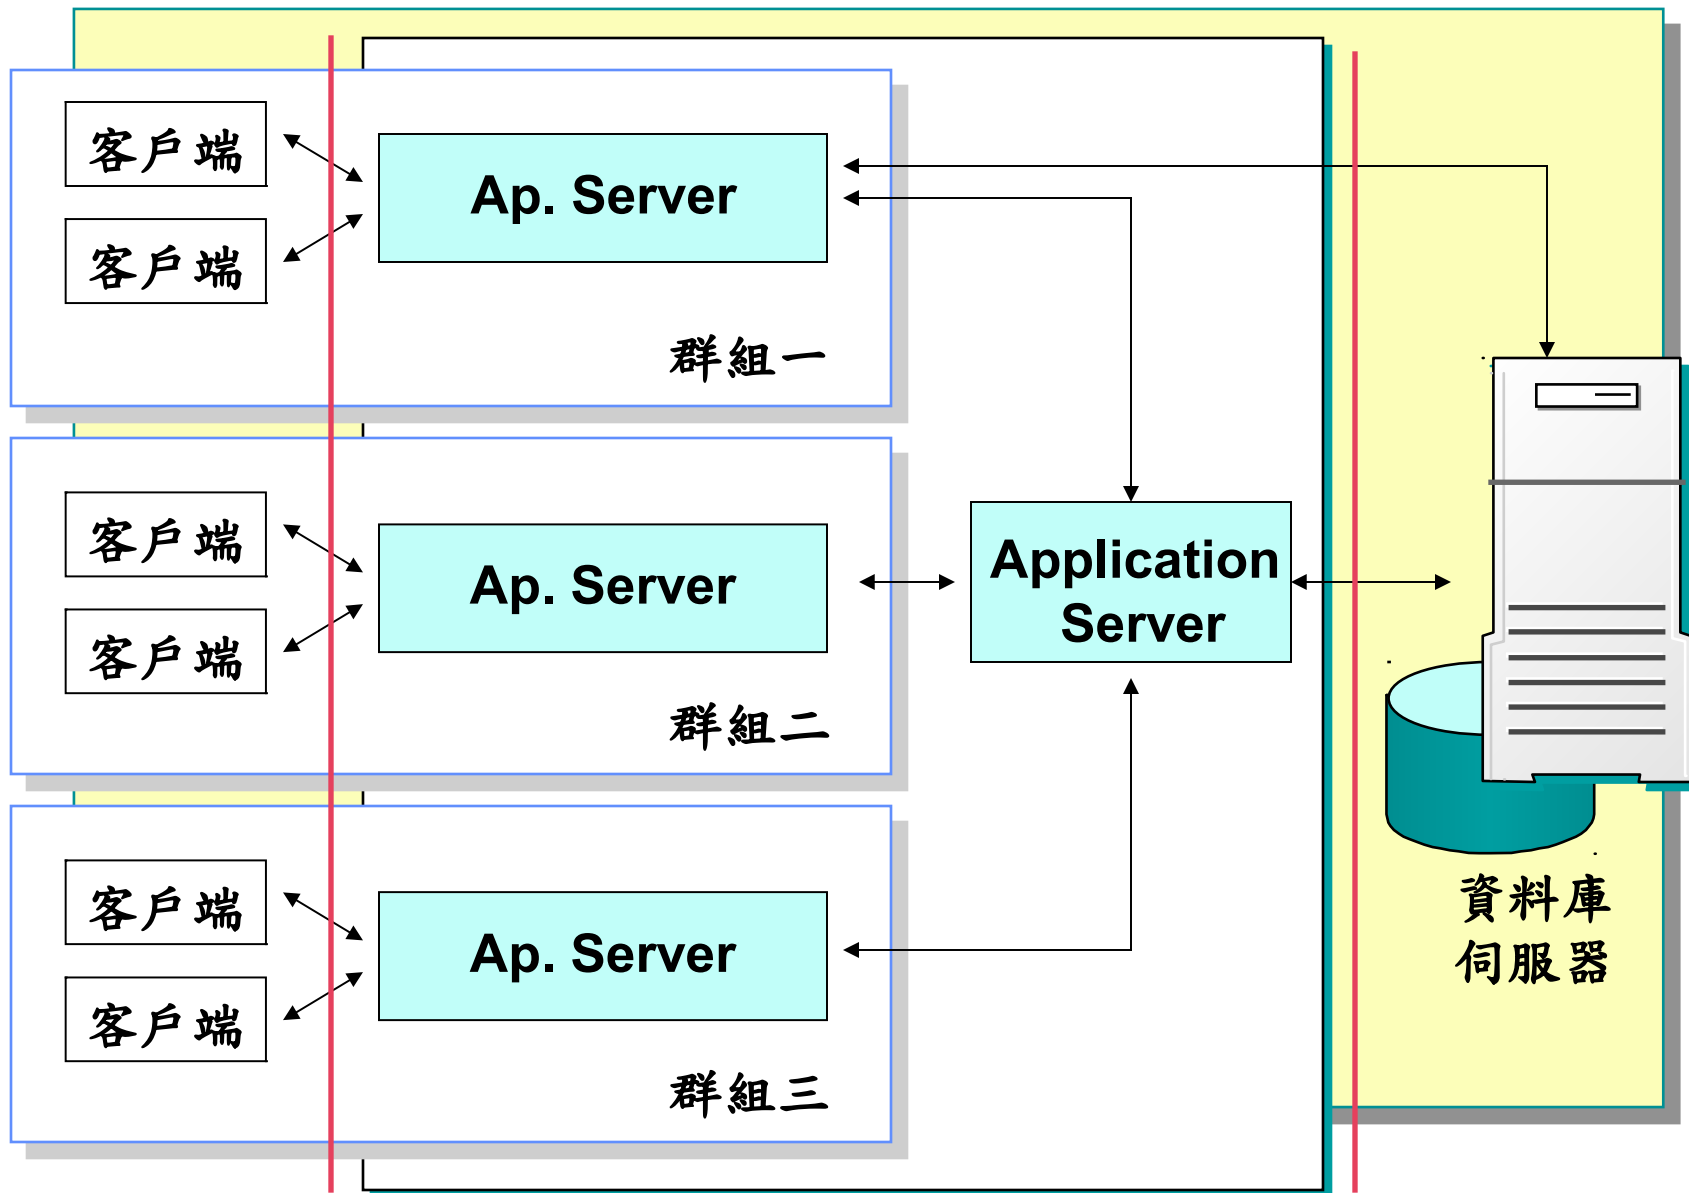 客戶端
客戶端
Ap. Server
群組一
客戶端
客戶端
Ap. Server
群組二
客戶端
客戶端
Ap. Server
群組三
Application
Server
資料庫
伺服器